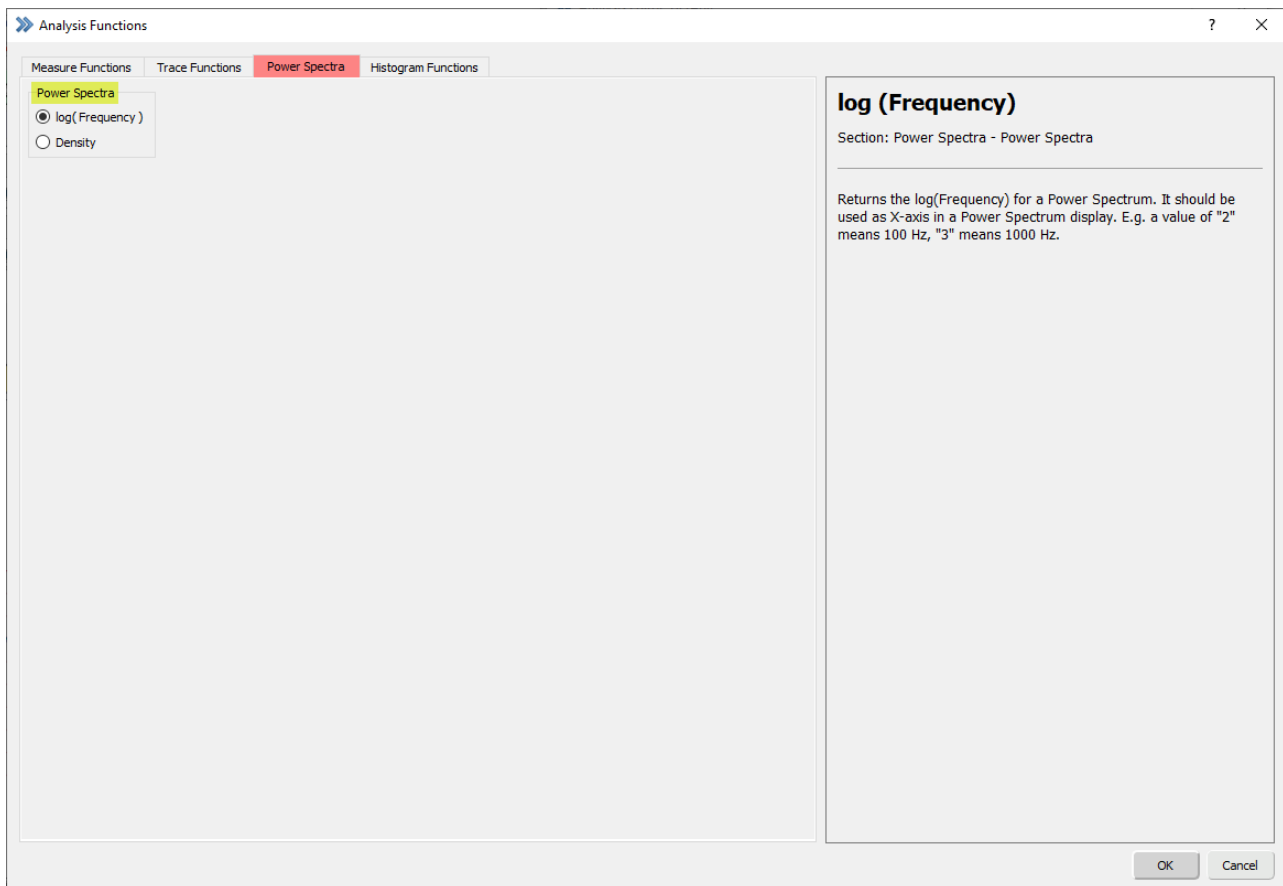 Analysis Functions
?
Measure Functions
Trace Functions
Power Spectra
Histogram Functions
Power Spectra
log( Frequency )
Density
log (Frequency)
Section: Power Spectra - Power Spectra
Returns the log(Frequency) for a Power Spectrum. It should be
used as X-axis in a Power Spectrum display. E.g. a value of "2"
means 100 Hz, "3" means 1000 Hz.
OK
Cancel